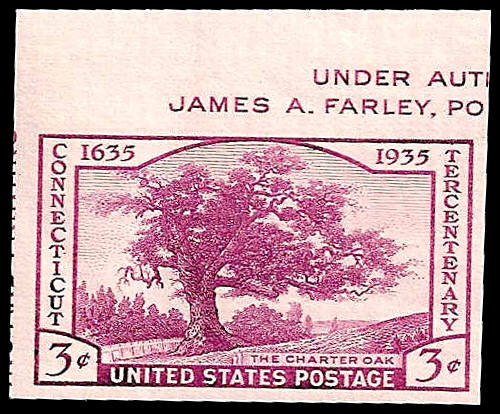 UNDER AUT
JAMES A. FARLEY, PO
1635 1935
CONNECTICUT
TERCENTENARY
THE CHARTER OAK
3¢ 3¢
UNITED STATES POSTAGE